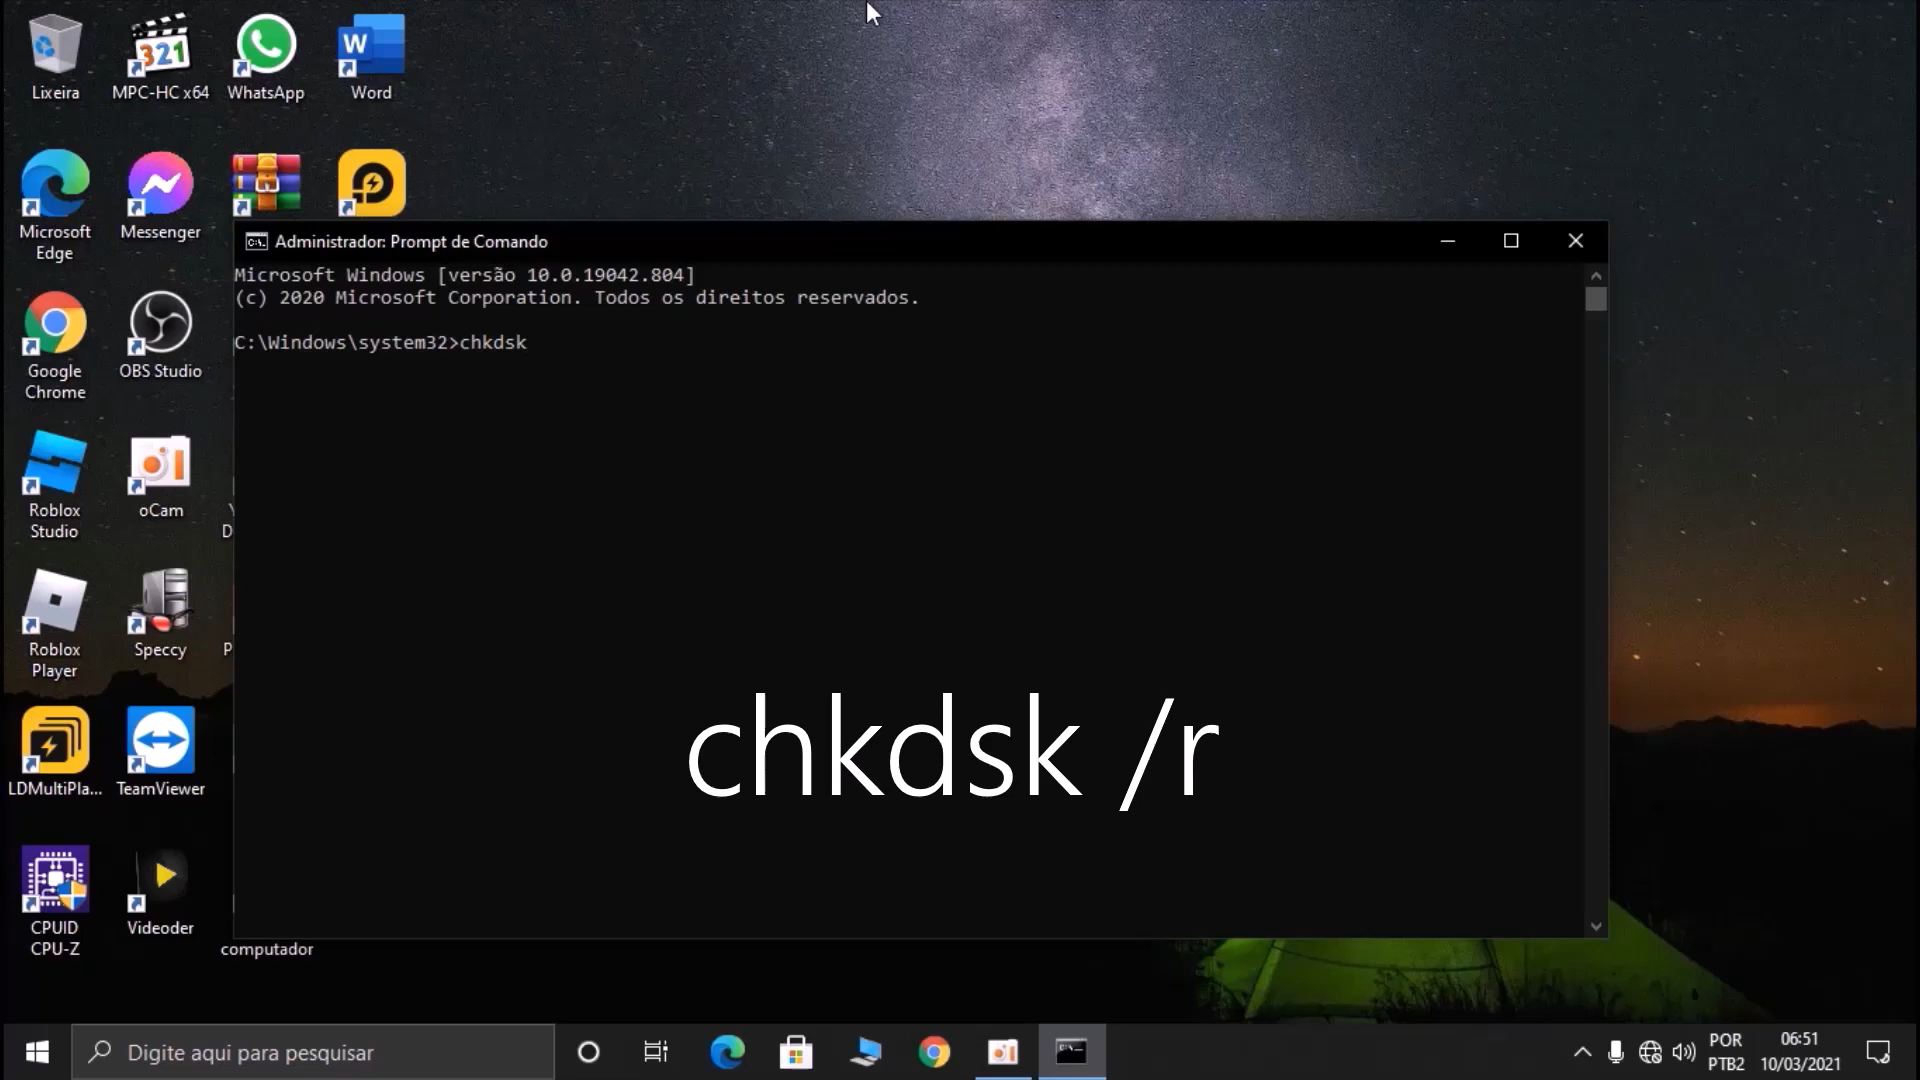 Lixeira
MPC-HC x64
WhatsApp
Word
Microsoft
Edge
Messenger
Google
Chrome
OBS Studio
Roblox
Studio
oCam
Roblox
Player
Speccy
LDMultiPla...
TeamViewer
CPUID
CPU-Z
Videoder
computador
Administrador: Prompt de Comando
Microsoft Windows [versão 10.0.19042.804]
(c) 2020 Microsoft Corporation. Todos os direitos reservados.
C:\Windows\system32>chkdsk
chkdsk /r
Digite aqui para pesquisar
POR
PTB2
06:51
10/03/2021